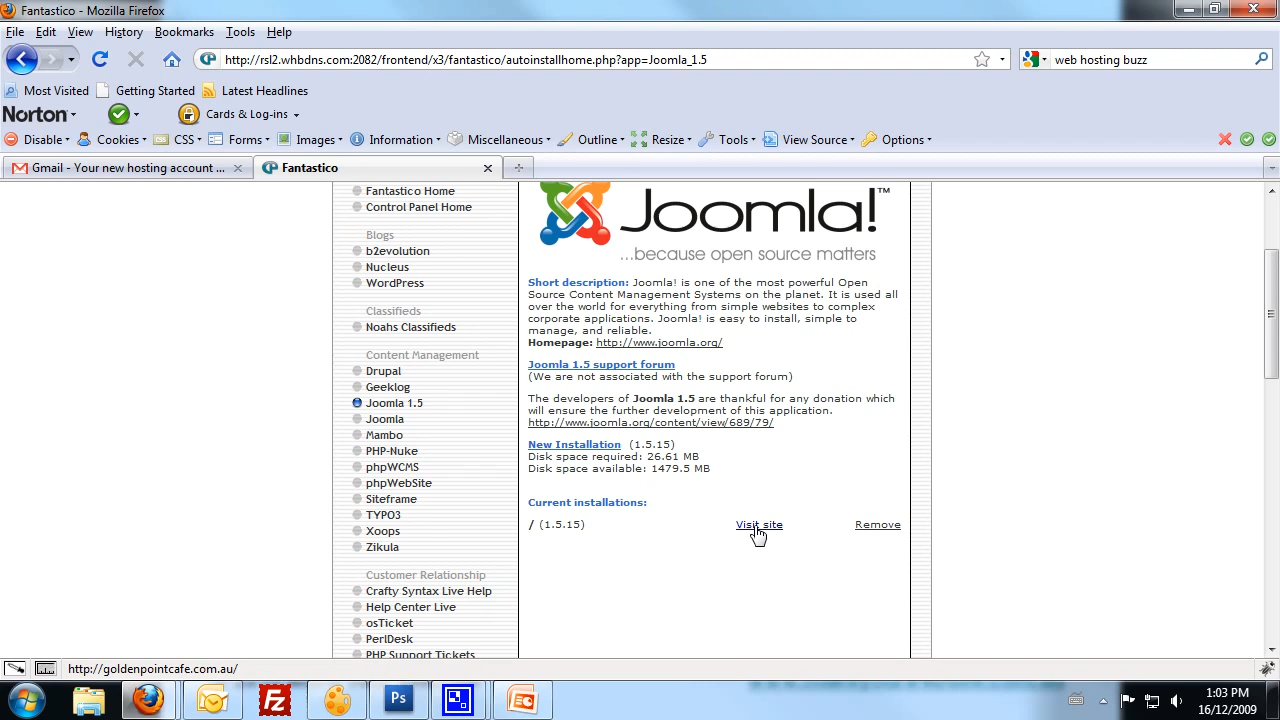 Fantastico - Mozilla Firefox
File Edit View History Bookmarks Tools Help
http://rsl2.whbdns.com:2082/frontend/x3/fantastico/autoinstallhome.php?app=Joomla_1.5
web hosting buzz
Most Visited Getting Started Latest Headlines
Norton Cards & Log-ins
Disable Cookies CSS Forms Images Information Miscellaneous Outline Resize Tools View Source Options
Gmail - Your new hosting account ... Fantastico
Fantastico Home
Control Panel Home
Blogs
b2evolution
Nucleus
WordPress
Classifieds
Noahs Classifieds
Content Management
Drupal
Geeklog
Joomla 1.5
Joomla
Mambo
PHP-Nuke
phpWCMS
phpWebSite
Siteframe
TYPO3
Xoops
Zikula
Customer Relationship
Crafty Syntax Live Help
Help Center Live
osTicket
PerlDesk
PHP Support Tickets
Joomla!™
...because open source matters
Short description: Joomla! is one of the most powerful Open
Source Content Management Systems on the planet. It is used all
over the world for everything from simple websites to complex
corporate applications. Joomla! is easy to install, simple to
manage, and reliable.
Homepage: http://www.joomla.org/
Joomla 1.5 support forum
(We are not associated with the support forum)
The developers of Joomla 1.5 are thankful for any donation which
will ensure the further development of this application.
http://www.joomla.org/content/view/689/79/
New Installation (1.5.15)
Disk space required: 26.61 MB
Disk space available: 1479.5 MB
Current installations:
/ (1.5.15) Visit site Remove
http://goldenpointcafe.com.au/
Ps
1:03 PM
16/12/2009